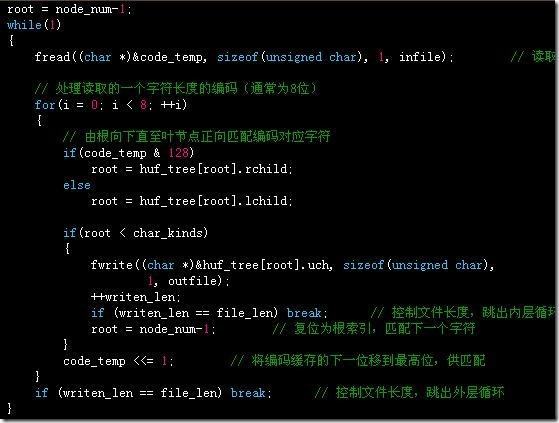 root = node_num-1;
while(1)
{
    fread((char *)&code_temp, sizeof(unsigned char), 1, infile);        // 读取
    // 处理读取的一个字符长度的编码（通常为8位）
    for(i = 0; i < 8; ++i)
    {
        // 由根向下直至叶节点正向匹配编码对应字符
        if(code_temp & 128)
            root = huf_tree[root].rchild;
        else
            root = huf_tree[root].lchild;
        if(root < char_kinds)
        {
            fwrite((char *)&huf_tree[root].uch, sizeof(unsigned char),
                    1, outfile);
            ++writen_len;
            if (writen_len == file_len) break;      // 控制文件长度，跳出内层循环
            root = node_num-1;        // 复位为根索引，匹配下一个字符
        }
        code_temp <<= 1;        // 将编码缓存的下一位移到最高位，供匹配
    }
    if (writen_len == file_len) break;      // 控制文件长度，跳出外层循环
}